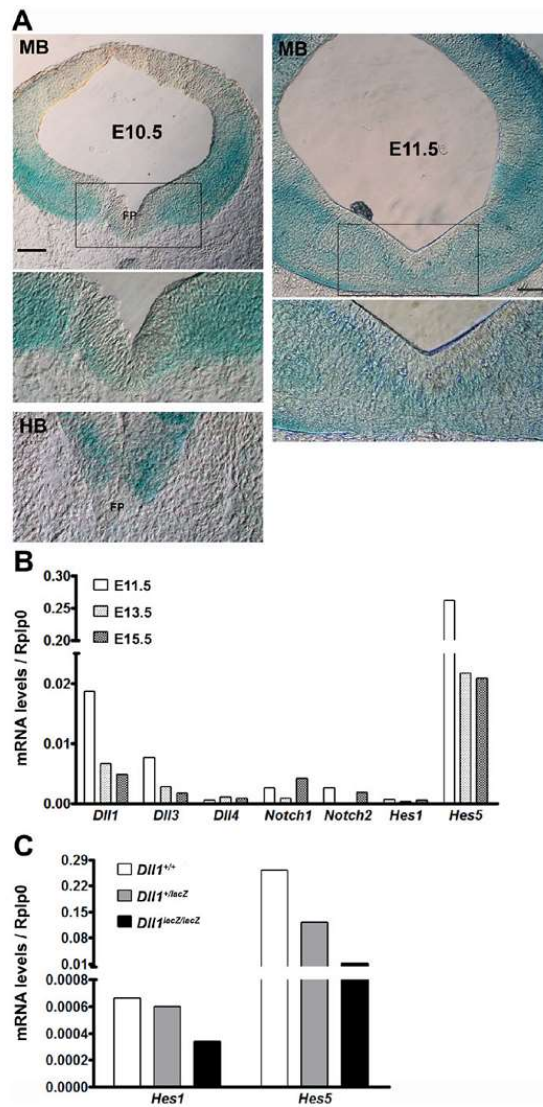 A
MB
E10.5
FP
MB
E11.5
HB
FP
B
mRNA levels / Rplp0
0.30
0.25
0.20
0.02
0.01
0.00
E11.5
E13.5
E15.5
Dll1 Dll3 Dll4 Notch1 Notch2 Hes1 Hes5
C
mRNA levels / Rplp0
0.29
0.22
0.15
0.08
0.01
0.0008
0.0006
0.0004
0.0002
0.0000
Dll1+/+
Dll1+/lacZ
Dll1lacZ/lacZ
Hes1 Hes5